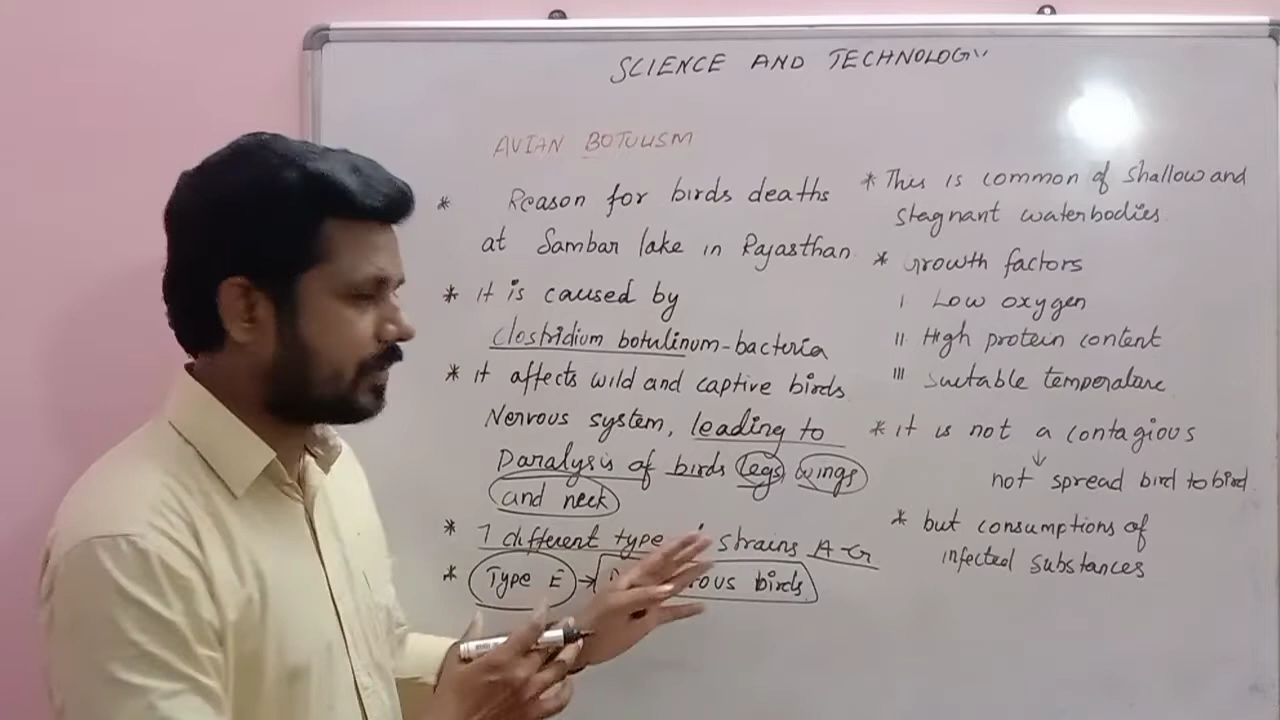 SCIENCE AND TECHNOLOGY
AVIAN BOTULISM
* Reason for birds deaths
at Sambar lake in Rajasthan
* it is caused by
Clostridium botulinum-bacteria
* it affects wild and captive birds
Nervous system, leading to
Paralysis of birds legs wings
and neck
* 7 different type strains A-G
* Type E → birds
* This is common of shallow and
stagnant waterbodies.
* Growth factors
I Low oxygen
II High protein content
III Suitable temperature
* it is not a contagious
↓
not spread bird to bird.
* but consumptions of
infected substances